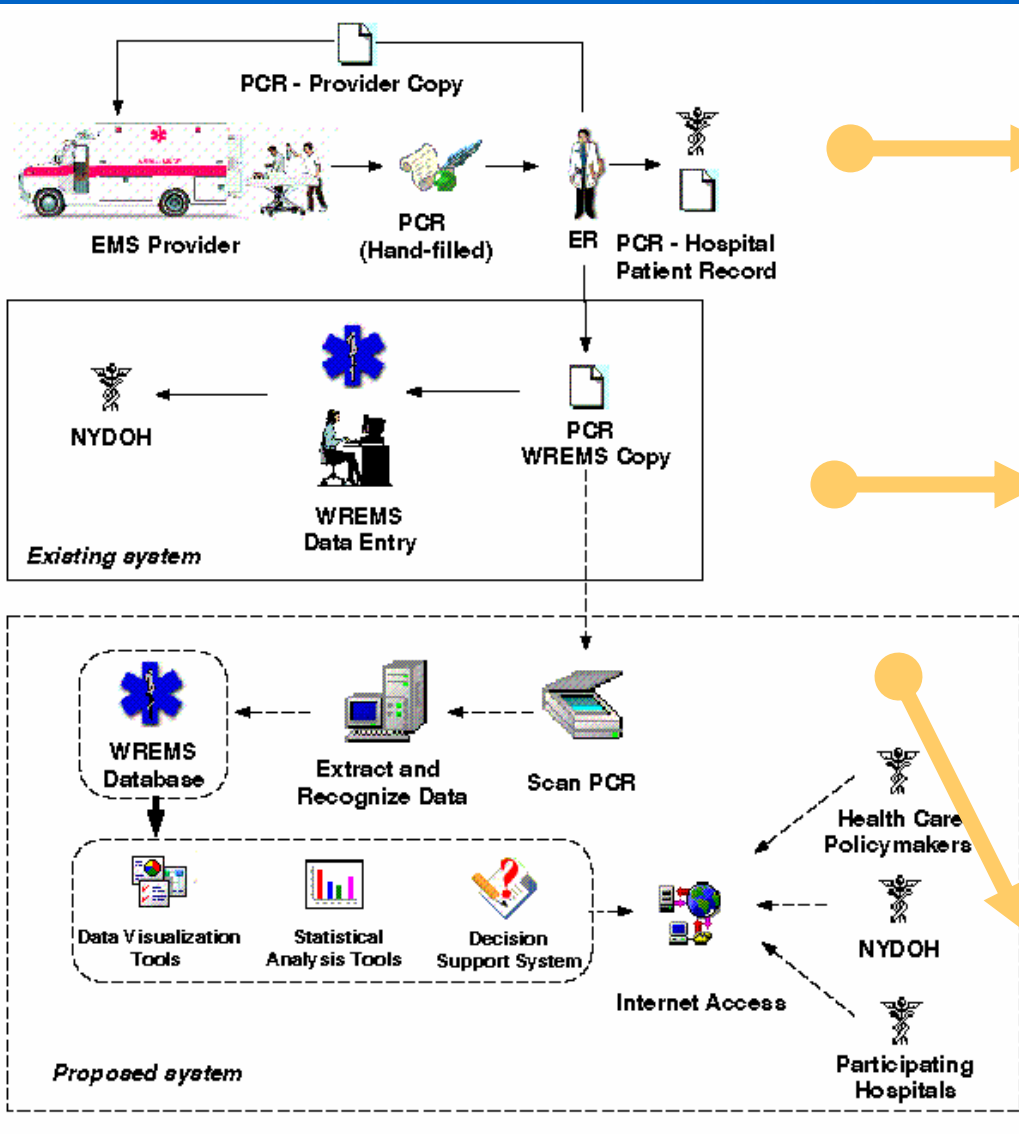 PCR - Provider Copy
EMS Provider
PCR
(Hand-filled)
ER
PCR - Hospital
Patient Record
NYDOH
WREMS
Data Entry
PCR
WREMS Copy
Existing system
WREMS
Database
Extract and
Recognize Data
Scan PCR
Health Care
Policymakers
Data Visualization
Tools
Statistical
Analysis Tools
Decision
Support System
Internet Access
NYDOH
Participating
Hospitals
Proposed system